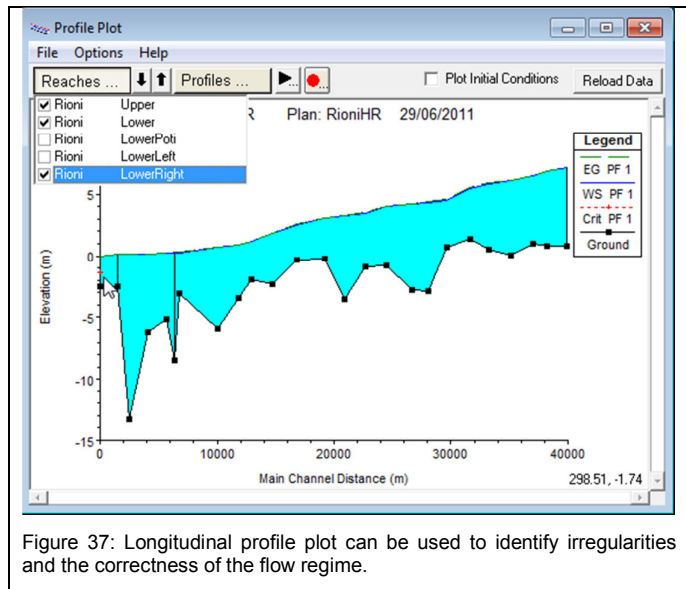 Profile Plot
File Options Help
Reaches ... Profiles ... Plot Initial Conditions Reload Data
Rioni Upper
Rioni Lower
Rioni LowerPoti
Rioni LowerLeft
Rioni LowerRight
R Plan: RioniHR 29/06/2011
Legend
EG PF 1
WS PF 1
Crit PF 1
Ground
Elevation (m)
5
0
-5
-10
-15
0 10000 20000 30000 40000
Main Channel Distance (m)
298.51, -1.74
Figure 37: Longitudinal profile plot can be used to identify irregularities
and the correctness of the flow regime.